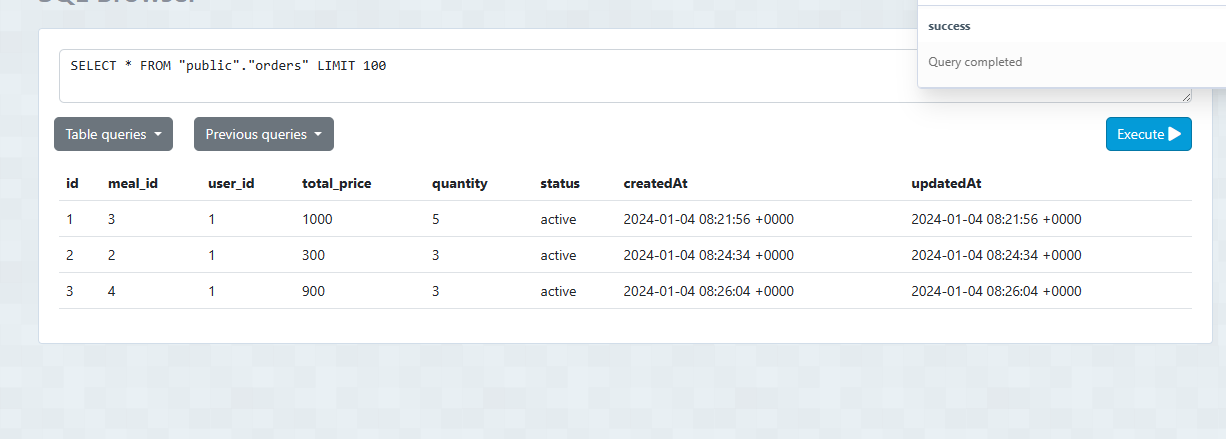 SQL Browser
success
Query completed
SELECT * FROM "public"."orders" LIMIT 100
Table queries Previous queries Execute
id meal_id user_id total_price quantity status createdAt updatedAt
1 3 1 1000 5 active 2024-01-04 08:21:56 +0000 2024-01-04 08:21:56 +0000
2 2 1 300 3 active 2024-01-04 08:24:34 +0000 2024-01-04 08:24:34 +0000
3 4 1 900 3 active 2024-01-04 08:26:04 +0000 2024-01-04 08:26:04 +0000